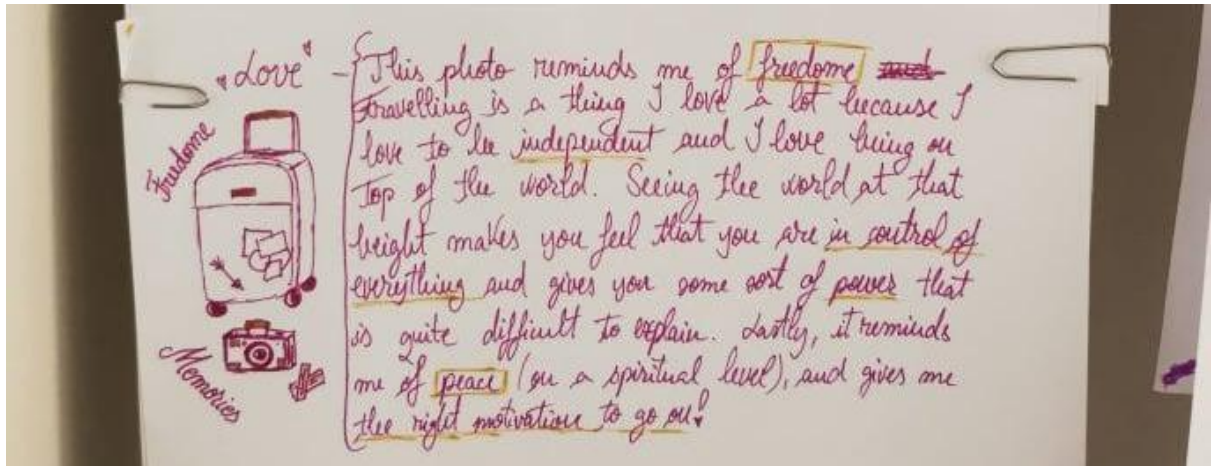 Love
Freedome
Memories
This photo reminds me of freedome
Travelling is a thing I love a lot because I
love to be independent and I love being on
Top of the world. Seeing the world at that
height makes you feel that you are in control of
everything and gives you some sort of power that
is quite difficult to explain. Lastly, it reminds
me of peace (on a spiritual level), and gives me
the right motivation to go on!